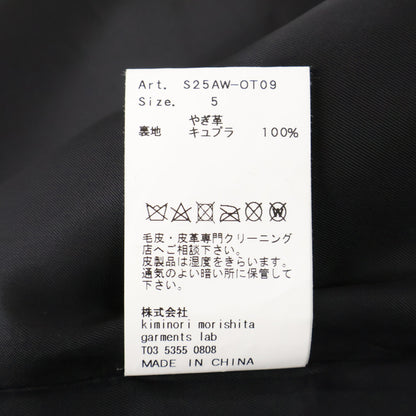 Art. S25AW-OT09
Size. 5
やぎ革
裏地 キュプラ 100%
毛皮・皮革専門クリーニング
店へご相談下さい。
皮製品は湿度をきらいます。
通気のよい暗い所に保管して
下さい。
株式会社
kiminori morishita
garments lab
T03 5355 0808
MADE IN CHINA